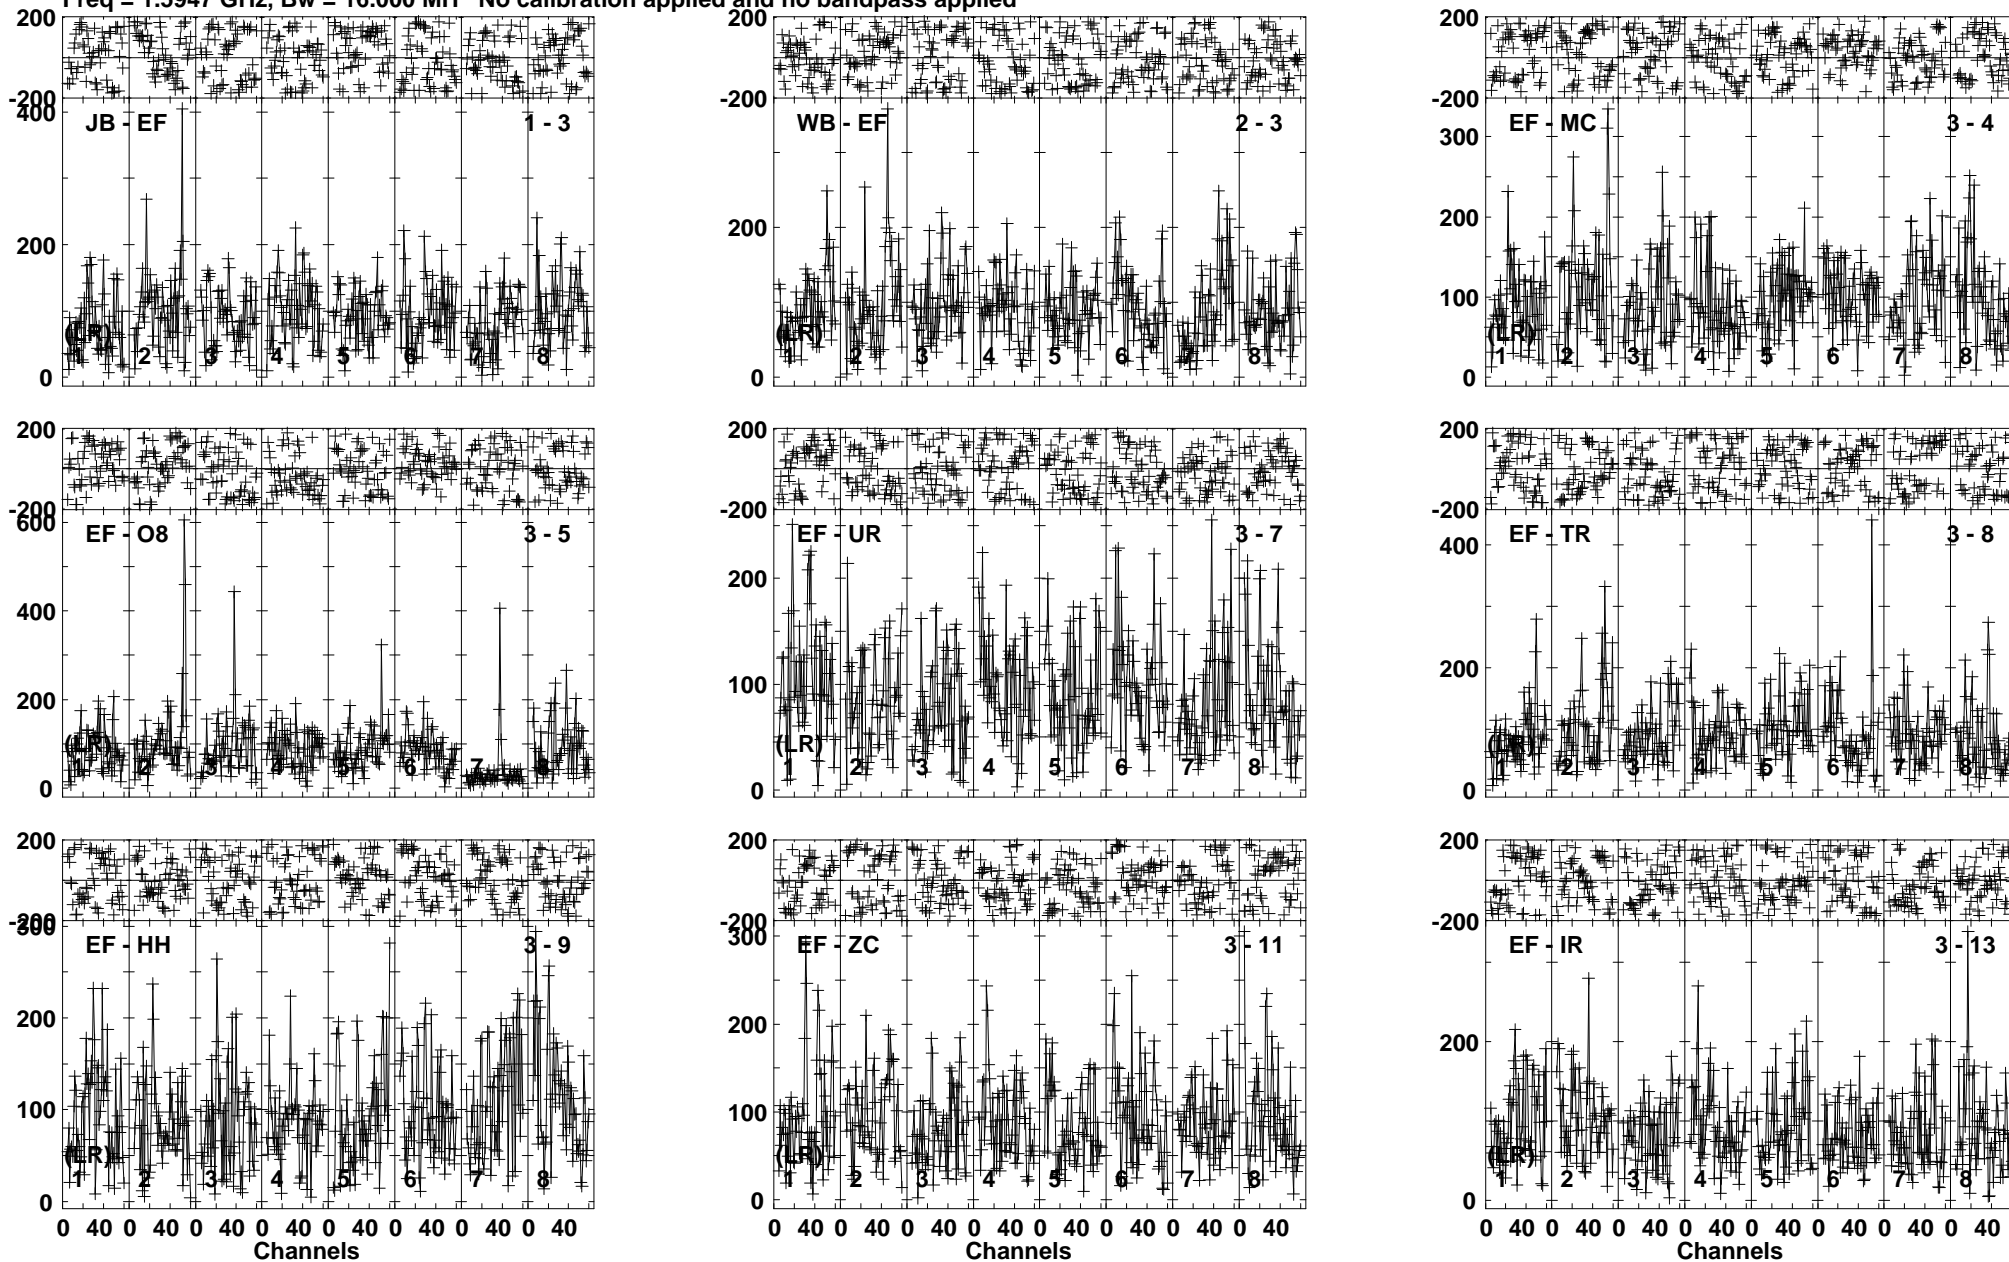 Freq = 1.5947 GHz, Bw = 16.000 MH No calibration applied and no bandpass applied
200
-200
400
200
0
JB - EF
1 - 3
(LR)
1 2 3 4 5 6 7 8
200
-200
200
0
WB - EF
2 - 3
(LR)
1 2 3 4 5 6 7 8
200
-200
300
200
100
0
EF - MC
3 - 4
(LR)
1 2 3 4 5 6 7 8
200
-200
600
400
200
0
EF - O8
3 - 5
(LR)
1 2 3 4 5 6 7 8
200
-200
200
100
0
EF - UR
3 - 7
(LR)
1 2 3 4 5 6 7 8
200
-200
400
200
0
EF - TR
3 - 8
(LR)
1 2 3 4 5 6 7 8
200
-200
300
200
100
0
EF - HH
3 - 9
(LR)
1 2 3 4 5 6 7 8
0 40 0 40 0 40 0 40 0 40 0 40 0 40 0 40
Channels
200
-200
300
200
100
0
EF - ZC
3 - 11
(LR)
1 2 3 4 5 6 7 8
0 40 0 40 0 40 0 40 0 40 0 40 0 40 0 40
Channels
200
-200
200
0
EF - IR
3 - 13
(LR)
1 2 3 4 5 6 7 8
0 40 0 40 0 40 0 40 0 40 0 40 0 40 0 40
Channels